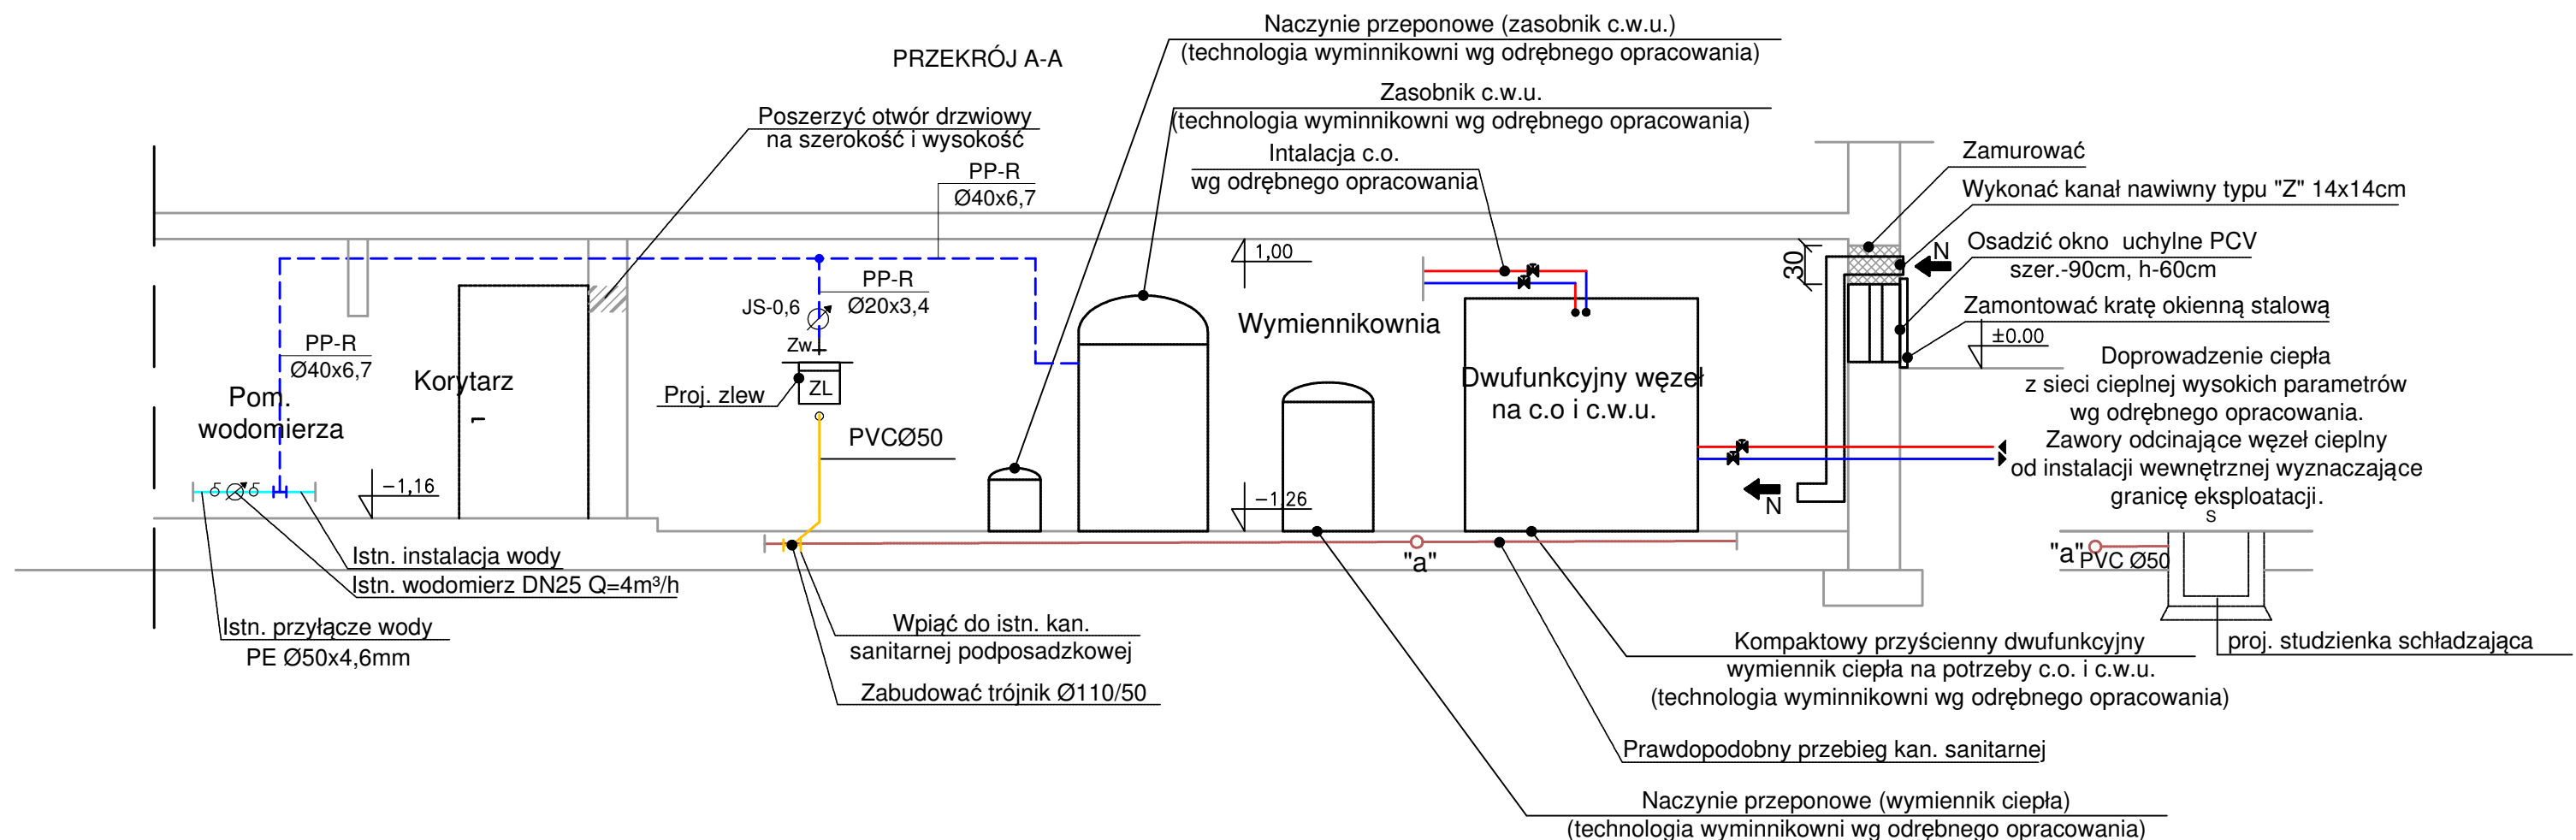 Naczynie przeponowe (zasobnik c.w.u.)
(technologia wyminnikowni wg odrębnego opracowania)
PRZEKRÓJ A-A
Zasobnik c.w.u.
(technologia wyminnikowni wg odrębnego opracowania)
Poszerzyć otwór drzwiowy
na szerokość i wysokość
Intalacja c.o.
wg odrębnego opracowania
Zamurować
Wykonać kanał nawiwny typu "Z" 14x14cm
PP-R
Ø40x6,7
Osadzić okno uchylne PCV
szer.-90cm, h-60cm
1,00
30
N
PP-R
Ø20x3,4
JS-0,6
Zamontować kratę okienną stalową
±0.00
Wymiennikownia
Zw
ZL
Proj. zlew
PP-R
Ø40x6,7
Korytarz
Pom.
wodomierza
Dwufunkcyjny węzeł
na c.o i c.w.u.
Doprowadzenie ciepła
z sieci cieplnej wysokich parametrów
wg odrębnego opracowania.
Zawory odcinające węzeł cieplny
od instalacji wewnętrznej wyznaczające
granicę eksploatacji.
PVCØ50
-1,16
-1,26
N
S
"a"
"a"
PVC Ø50
Istn. instalacja wody
Istn. wodomierz DN25 Q=4m³/h
Istn. przyłącze wody
PE Ø50x4,6mm
Wpiąć do istn. kan.
sanitarnej podposadzkowej
Zabudować trójnik Ø110/50
Kompaktowy przyścienny dwufunkcyjny
wymiennik ciepła na potrzeby c.o. i c.w.u.
(technologia wyminnikowni wg odrębnego opracowania)
proj. studzienka schładzająca
Prawdopodobny przebieg kan. sanitarnej
Naczynie przeponowe (wymiennik ciepła)
(technologia wyminnikowni wg odrębnego opracowania)